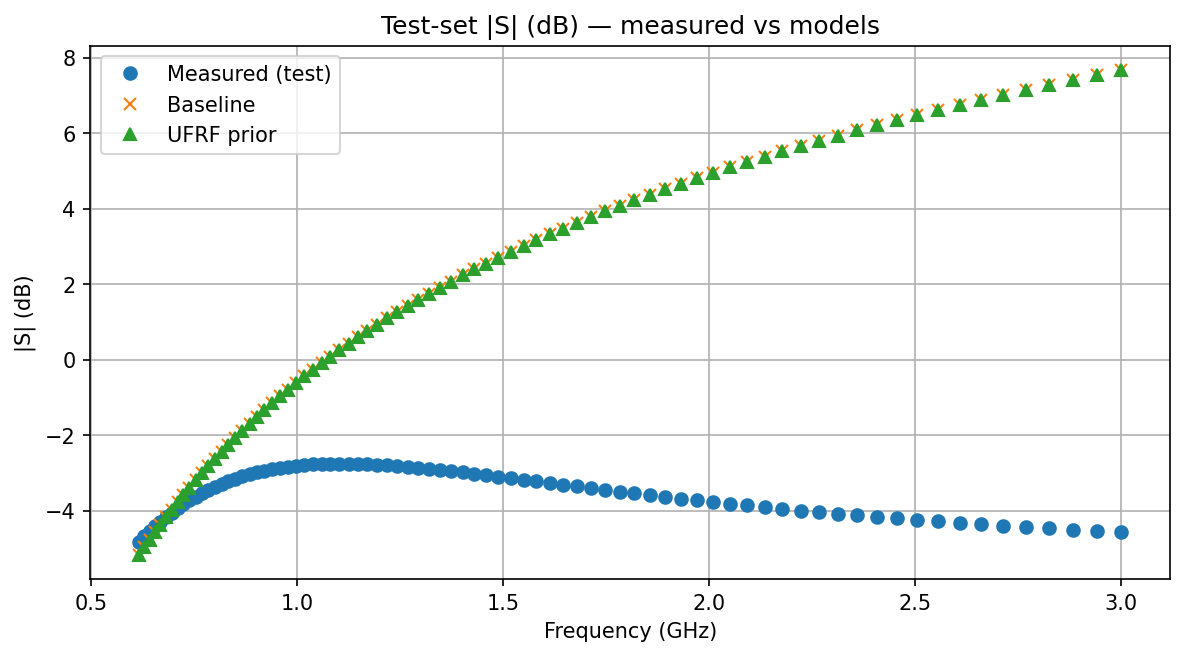 Test-set |S| (dB) — measured vs models
Measured (test)
Baseline
UFRF prior
|S| (dB)
8
6
4
2
0
−2
−4
0.5
1.0
1.5
2.0
2.5
3.0
Frequency (GHz)